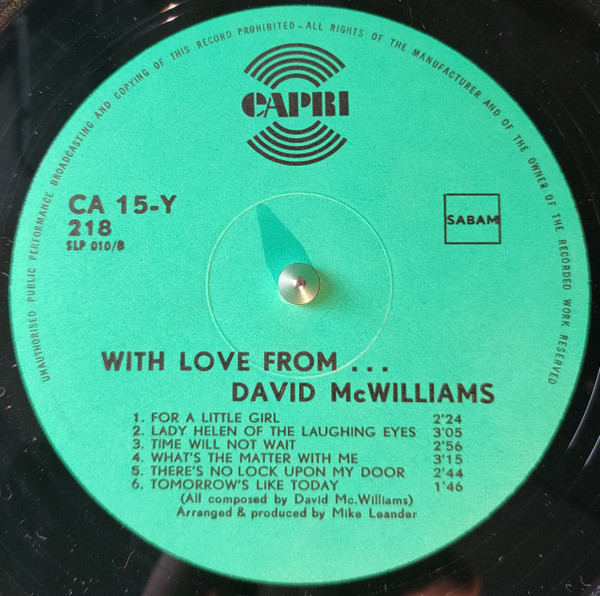 UNAUTHORISED PUBLIC PERFORMANCE BROADCASTING AND COPYING OF THIS RECORD PROHIBITED – ALL RIGHTS OF THE MANUFACTURER AND OF THE OWNER OF THE RECORDED WORK RESERVED
CAPRI
CA 15-Y
218
SLP 010/B
SABAM
WITH LOVE FROM ...
DAVID McWILLIAMS
1. FOR A LITTLE GIRL 2'24
2. LADY HELEN OF THE LAUGHING EYES 3'05
3. TIME WILL NOT WAIT 2'56
4. WHAT'S THE MATTER WITH ME 3'15
5. THERE'S NO LOCK UPON MY DOOR 2'44
6. TOMORROW'S LIKE TODAY 1'46
(All composed by David Mc.Williams)
Arranged & produced by Mike Leander